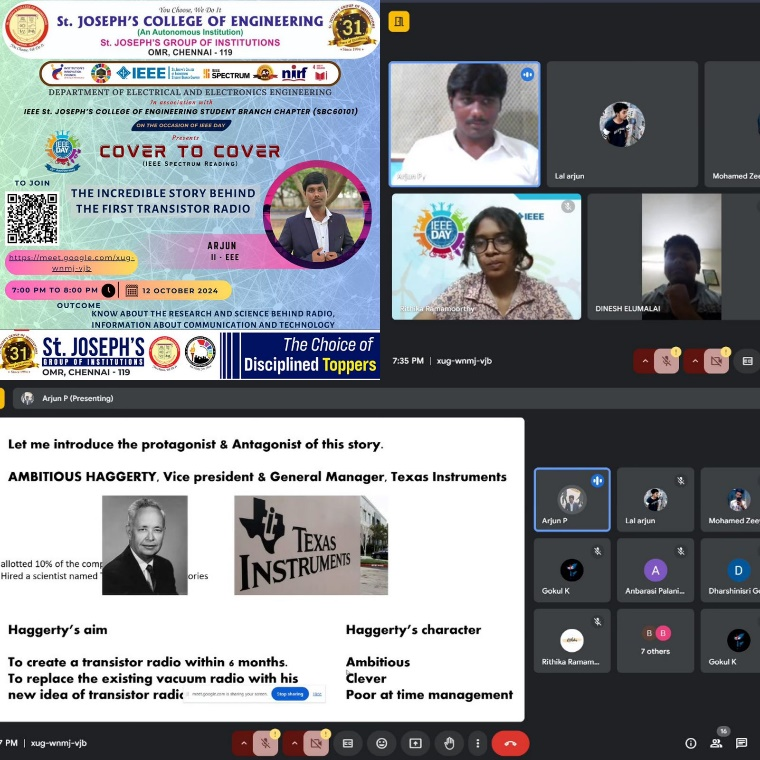 You Choose, We Do It
St. JOSEPH'S COLLEGE OF ENGINEERING
(An Autonomous Institution)
St. JOSEPH'S GROUP OF INSTITUTIONS
OMR, CHENNAI - 119
31
IEEE
IEEE SPECTRUM
nirf
DEPARTMENT OF ELECTRICAL AND ELECTRONICS ENGINEERING
In association with
IEEE St. JOSEPH'S COLLEGE OF ENGINEERING STUDENT BRANCH CHAPTER (SBC60101)
ON THE OCCASION OF IEEE DAY
Presents
IEEE DAY
COVER TO COVER
(IEEE SPECTRUM READING)
TO JOIN
THE INCREDIBLE STORY BEHIND
THE FIRST TRANSISTOR RADIO
ARJUN
II - EEE
https://meet.google.com/xug-
wnmj-vjb
7:00 PM TO 8:00 PM
12 OCTOBER 2024
OUTCOME
KNOW ABOUT THE RESEARCH AND SCIENCE BEHIND RADIO,
INFORMATION ABOUT COMMUNICATION AND TECHNOLOGY
31
St. JOSEPH'S
GROUP OF INSTITUTIONS
OMR, CHENNAI - 119
The Choice of
Disciplined Toppers
Arjun P
Lal arjun
Mohamed Zee
IEEE DAY
IEEE
Rithika Ramamoorthy
DINESH ELUMALAI
7:35 PM | xug-wnmj-vjb
Arjun P (Presenting)
Let me introduce the protagonist & Antagonist of this story.
AMBITIOUS HAGGERTY, Vice president & General Manager, Texas Instruments
TEXAS
INSTRUMENTS
allotted 10% of the comp
Hired a scientist named ories
Haggerty's aim
Haggerty's character
To create a transistor radio within 6 months.
To replace the existing vacuum radio with his
new idea of transistor radio
Ambitious
Clever
Poor at time management
meet.google.com is sharing your screen.
Stop sharing
Hide
Arjun P
Lal arjun
Mohamed Zee
Gokul K
A
Anbarasi Palani...
D
Dharshinisri G
Rithika Ramam...
B B
7 others
Gokul K
7 PM | xug-wnmj-vjb
16